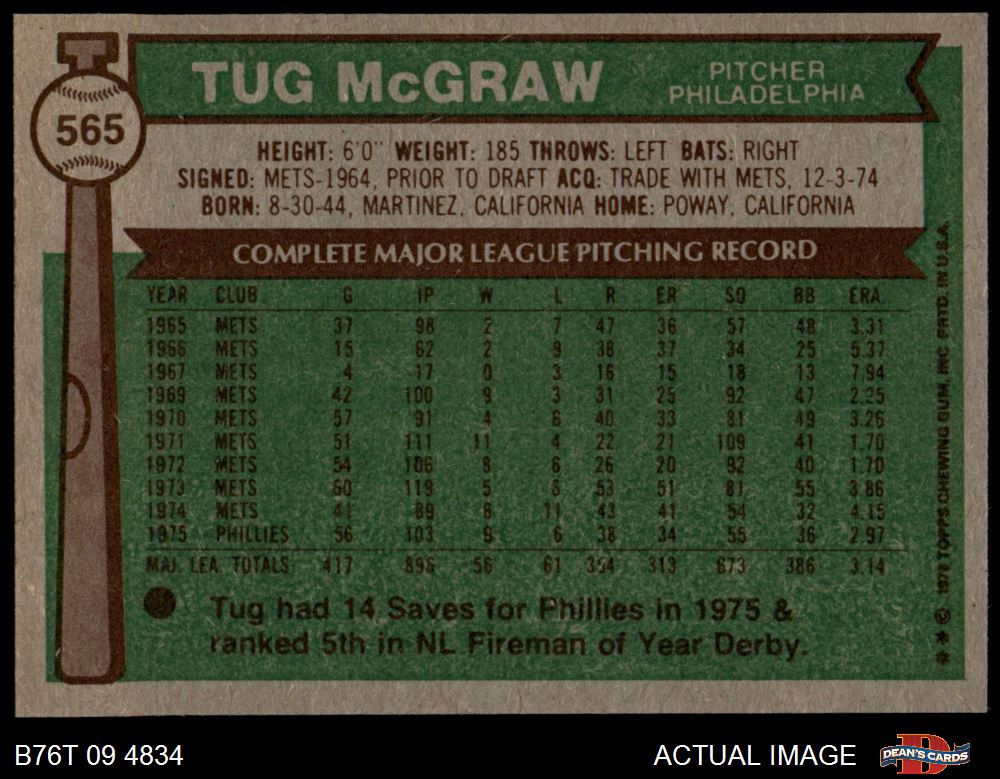 TUG McGRAW
PITCHER
PHILADELPHIA
565
HEIGHT: 6'0" WEIGHT: 185 THROWS: LEFT BATS: RIGHT
SIGNED: METS-1964, PRIOR TO DRAFT ACQ: TRADE WITH METS, 12-3-74
BORN: 8-30-44, MARTINEZ, CALIFORNIA HOME: POWAY, CALIFORNIA
COMPLETE MAJOR LEAGUE PITCHING RECORD
YEAR CLUB G IP W L R ER SO BB ERA
1965 METS 37 98 2 7 47 36 57 48 3.31
1966 METS 15 62 2 9 38 37 34 25 5.37
1967 METS 4 17 0 3 16 15 18 13 7.94
1969 METS 42 100 9 3 31 25 92 47 2.25
1970 METS 57 91 4 6 40 33 81 49 3.26
1971 METS 51 111 11 4 22 21 109 41 1.70
1972 METS 54 106 8 6 26 20 92 40 1.70
1973 METS 60 119 5 6 53 51 81 55 3.86
1974 METS 41 89 6 11 43 41 54 32 4.15
1975 PHILLIES 56 103 9 6 38 34 55 36 2.97
MAJ. LEA. TOTALS: 417 896 56 61 354 313 673 386 3.14
Tug had 14 Saves for Phillies in 1975 &
ranked 5th in NL Fireman of Year Derby.
* * © 1976 TOPPS CHEWING GUM, INC. PRTD. IN U.S.A.
B76T 09 4834
ACTUAL IMAGE
D
DEAN'S CARDS